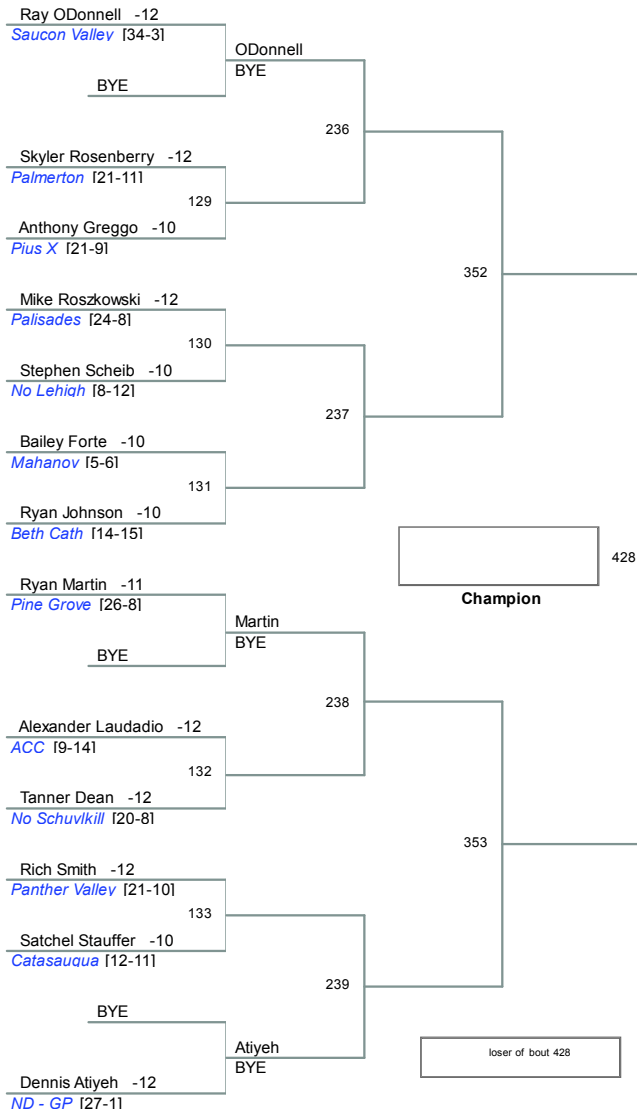 Ray ODonnell -12
Saucon Valley [34-3]
ODonnell
BYE
BYE
236
Skyler Rosenberry -12
Palmerton [21-11]
129
Anthony Greggo -10
Pius X [21-9]
352
Mike Roszkowski -12
Palisades [24-8]
130
Stephen Scheib -10
No Lehigh [8-12]
237
Bailey Forte -10
Mahanoy [5-6]
131
Ryan Johnson -10
Beth Cath [14-15]
428
Champion
Ryan Martin -11
Pine Grove [26-8]
Martin
BYE
BYE
238
Alexander Laudadio -12
ACC [9-14]
132
Tanner Dean -12
No Schuylkill [20-8]
353
Rich Smith -12
Panther Valley [21-10]
133
Satchel Stauffer -10
Catasauqua [12-11]
239
BYE
Atiyeh
BYE
loser of bout 428
Dennis Atiyeh -12
ND - GP [27-1]